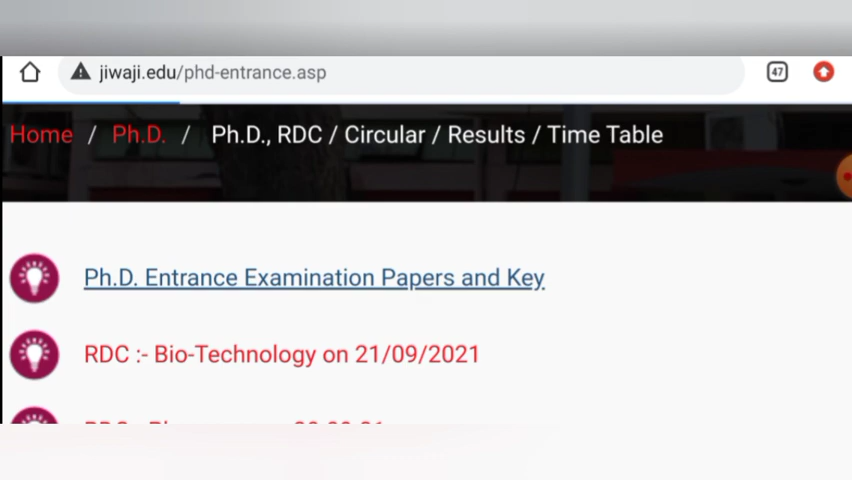 jiwaji.edu/phd-entrance.asp
47
Home / Ph.D. / Ph.D., RDC / Circular / Results / Time Table
Ph.D. Entrance Examination Papers and Key
RDC :- Bio-Technology on 21/09/2021